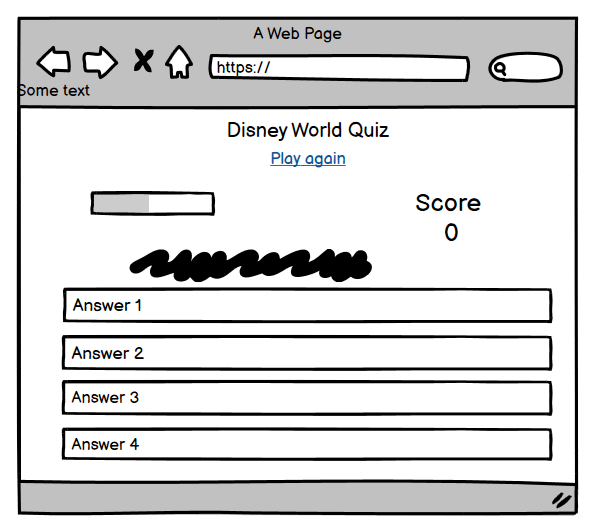 A Web Page
https://
Some text
Disney World Quiz
Play again
Score
0
Answer 1
Answer 2
Answer 3
Answer 4